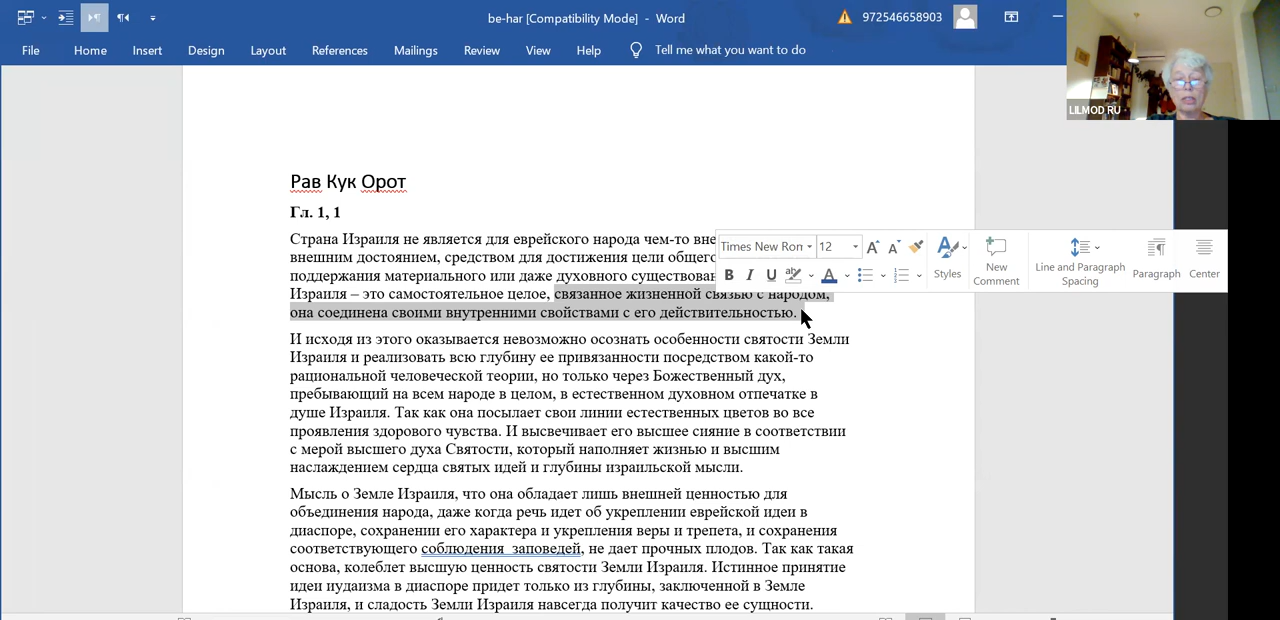 be-har [Compatibility Mode] - Word
972546658903
File Home Insert Design Layout References Mailings Review View Help Tell me what you want to do
LILMOD RU
Рав Кук Орот
Гл. 1, 1
Страна Израиля не является для еврейского народа чем-то
внешним достоянием, средством для достижения цели общего
поддержания материального или даже духовного
Израиля – это самостоятельное целое, связанное жизненной связью с народом,
она соединена своими внутренними свойствами с его действительностью.
Times New Ron 12
B I U ab A
Styles
New
Comment
Line and Paragraph
Spacing
Paragraph
Center
И исходя из этого оказывается невозможно осознать особенности святости Земли
Израиля и реализовать всю глубину ее привязанности посредством какой-то
рациональной человеческой теории, но только через Божественный дух,
пребывающий на всем народе в целом, в естественном духовном отпечатке в
душе Израиля. Так как она посылает свои линии естественных цветов во все
проявления здорового чувства. И высвечивает его высшее сияние в соответствии
с мерой высшего духа Святости, который наполняет жизнью и высшим
наслаждением сердца святых идей и глубины израильской мысли.
Мысль о Земле Израиля, что она обладает лишь внешней ценностью для
объединения народа, даже когда речь идет об укреплении еврейской идеи в
диаспоре, сохранении его характера и укрепления веры и трепета, и сохранения
соответствующего соблюдения заповедей, не дает прочных плодов. Так как такая
основа, колеблет высшую ценность святости Земли Израиля. Истинное принятие
идеи иудаизма в диаспоре придет только из глубины, заключенной в Земле
Израиля, и сладость Земли Израиля навсегда получит качество ее сущности.